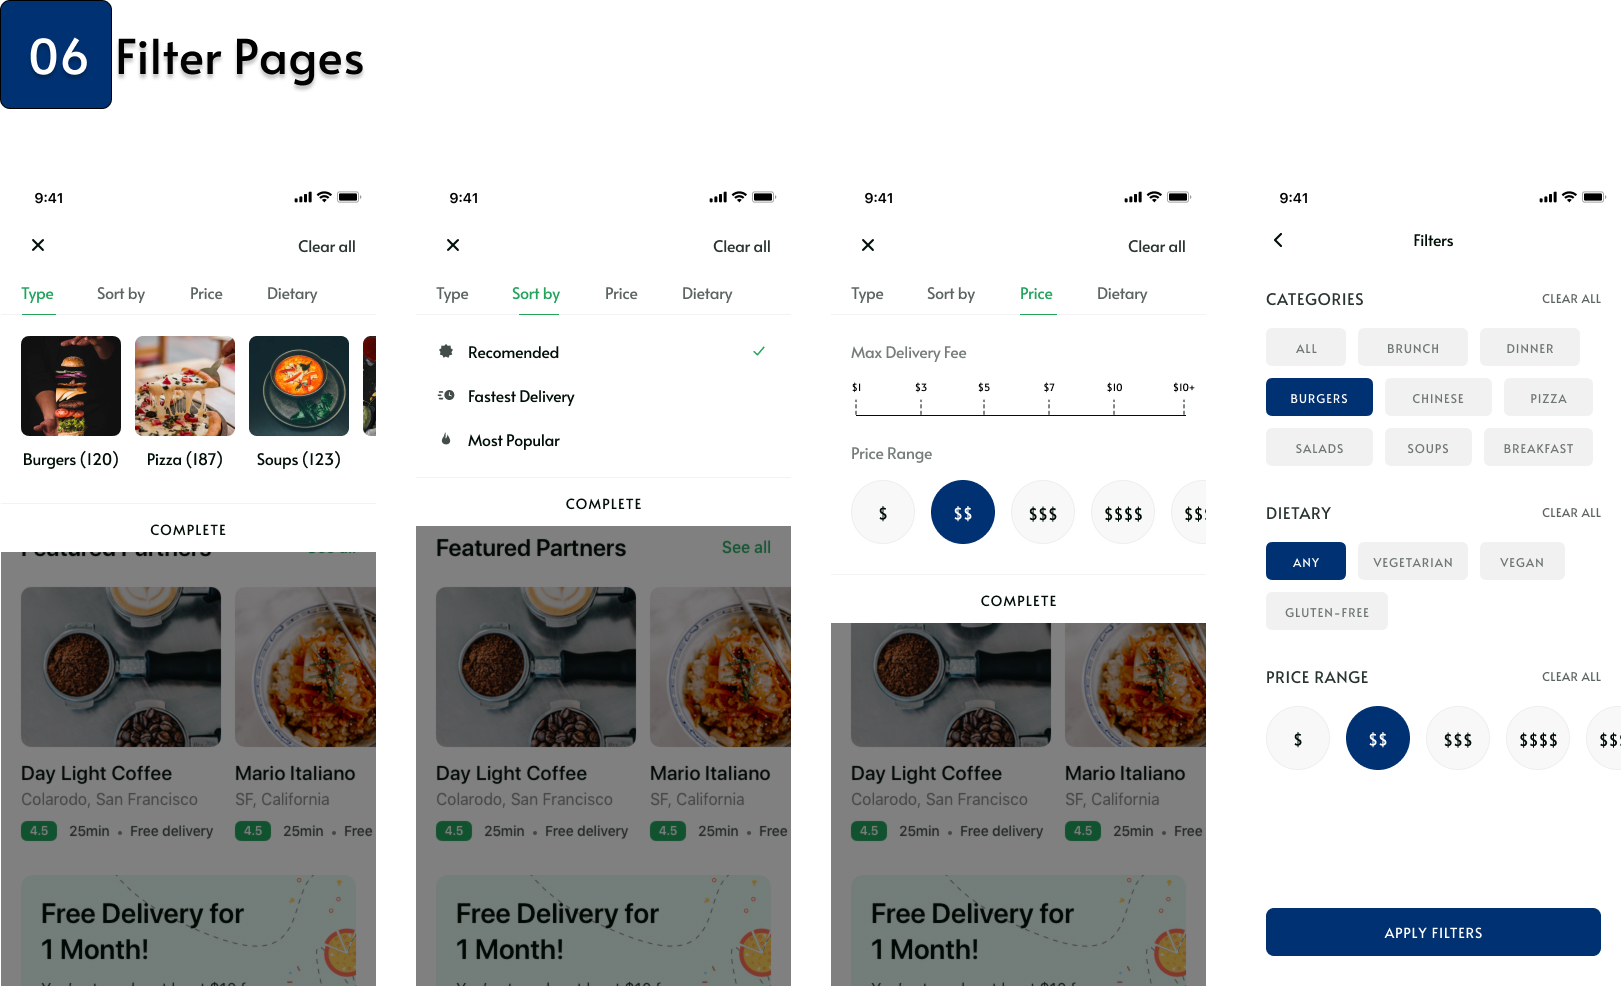 06 Filter Pages
9:41
Clear all
Type Sort by Price Dietary
Burgers (120) Pizza (187) Soups (123)
COMPLETE
Featured Partners See all
Day Light Coffee Mario Italiano
Colarodo, San Francisco SF, California
4.5 25min • Free delivery 4.5 25min • Free
Free Delivery for
1 Month!
9:41
Clear all
Type Sort by Price Dietary
Recomended
Fastest Delivery
Most Popular
COMPLETE
Featured Partners See all
Day Light Coffee Mario Italiano
Colarodo, San Francisco SF, California
4.5 25min • Free delivery 4.5 25min • Free
Free Delivery for
1 Month!
9:41
Clear all
Type Sort by Price Dietary
Max Delivery Fee
$1 $3 $5 $7 $10 $10+
Price Range
$ $$ $$$ $$$$ $$$
COMPLETE
Day Light Coffee Mario Italiano
Colarodo, San Francisco SF, California
4.5 25min • Free delivery 4.5 25min • Free
Free Delivery for
1 Month!
9:41
Filters
CATEGORIES CLEAR ALL
ALL BRUNCH DINNER
BURGERS CHINESE PIZZA
SALADS SOUPS BREAKFAST
DIETARY CLEAR ALL
ANY VEGETARIAN VEGAN
GLUTEN-FREE
PRICE RANGE CLEAR ALL
$ $$ $$$ $$$$ $$$
APPLY FILTERS